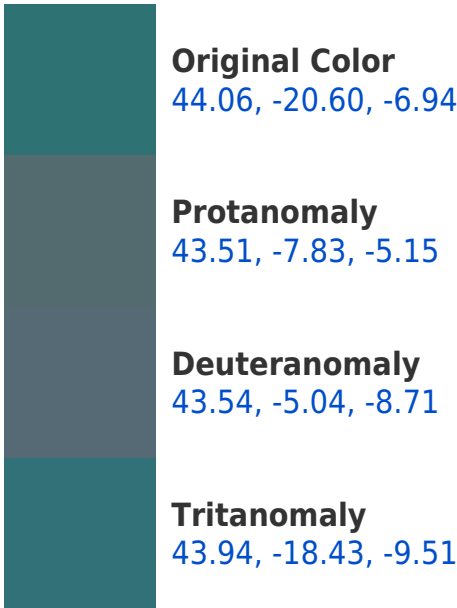 Original Color
44.06, -20.60, -6.94
Protanomaly
43.51, -7.83, -5.15
Deuteranomaly
43.54, -5.04, -8.71
Tritanomaly
43.94, -18.43, -9.51